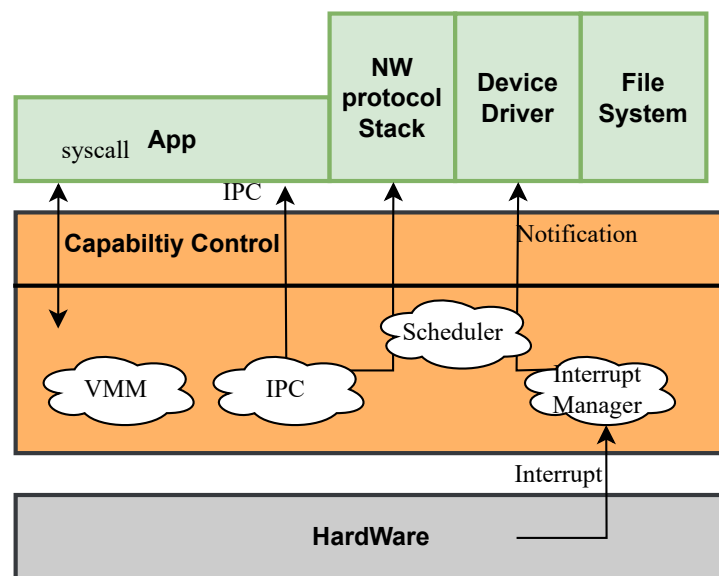 NW
protocol
Stack
Device
Driver
File
System
App
syscall
IPC
Capabiltiy Control
Notification
Scheduler
VMM
IPC
Interrupt
Manager
Interrupt
HardWare